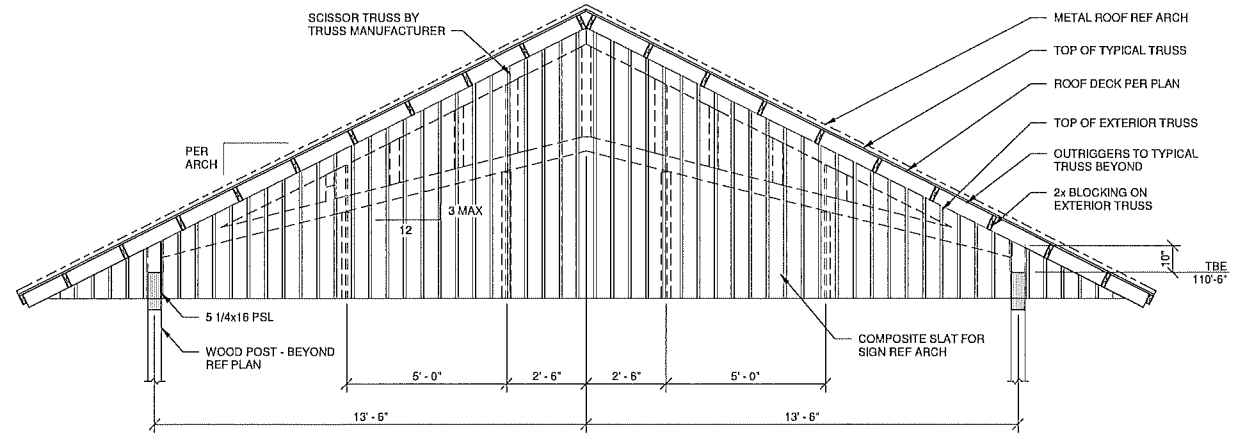 SCISSOR TRUSS BY
TRUSS MANUFACTURER
METAL ROOF REF ARCH
TOP OF TYPICAL TRUSS
ROOF DECK PER PLAN
TOP OF EXTERIOR TRUSS
OUTRIGGERS TO TYPICAL
TRUSS BEYOND
2x BLOCKING ON
EXTERIOR TRUSS
PER
ARCH
3 MAX
12
10"
TBE
110'-6"
5 1/4x16 PSL
WOOD POST - BEYOND
REF PLAN
COMPOSITE SLAT FOR
SIGN REF ARCH
5' - 0"
2' - 6"
2' - 6"
5' - 0"
13' - 6"
13' - 6"